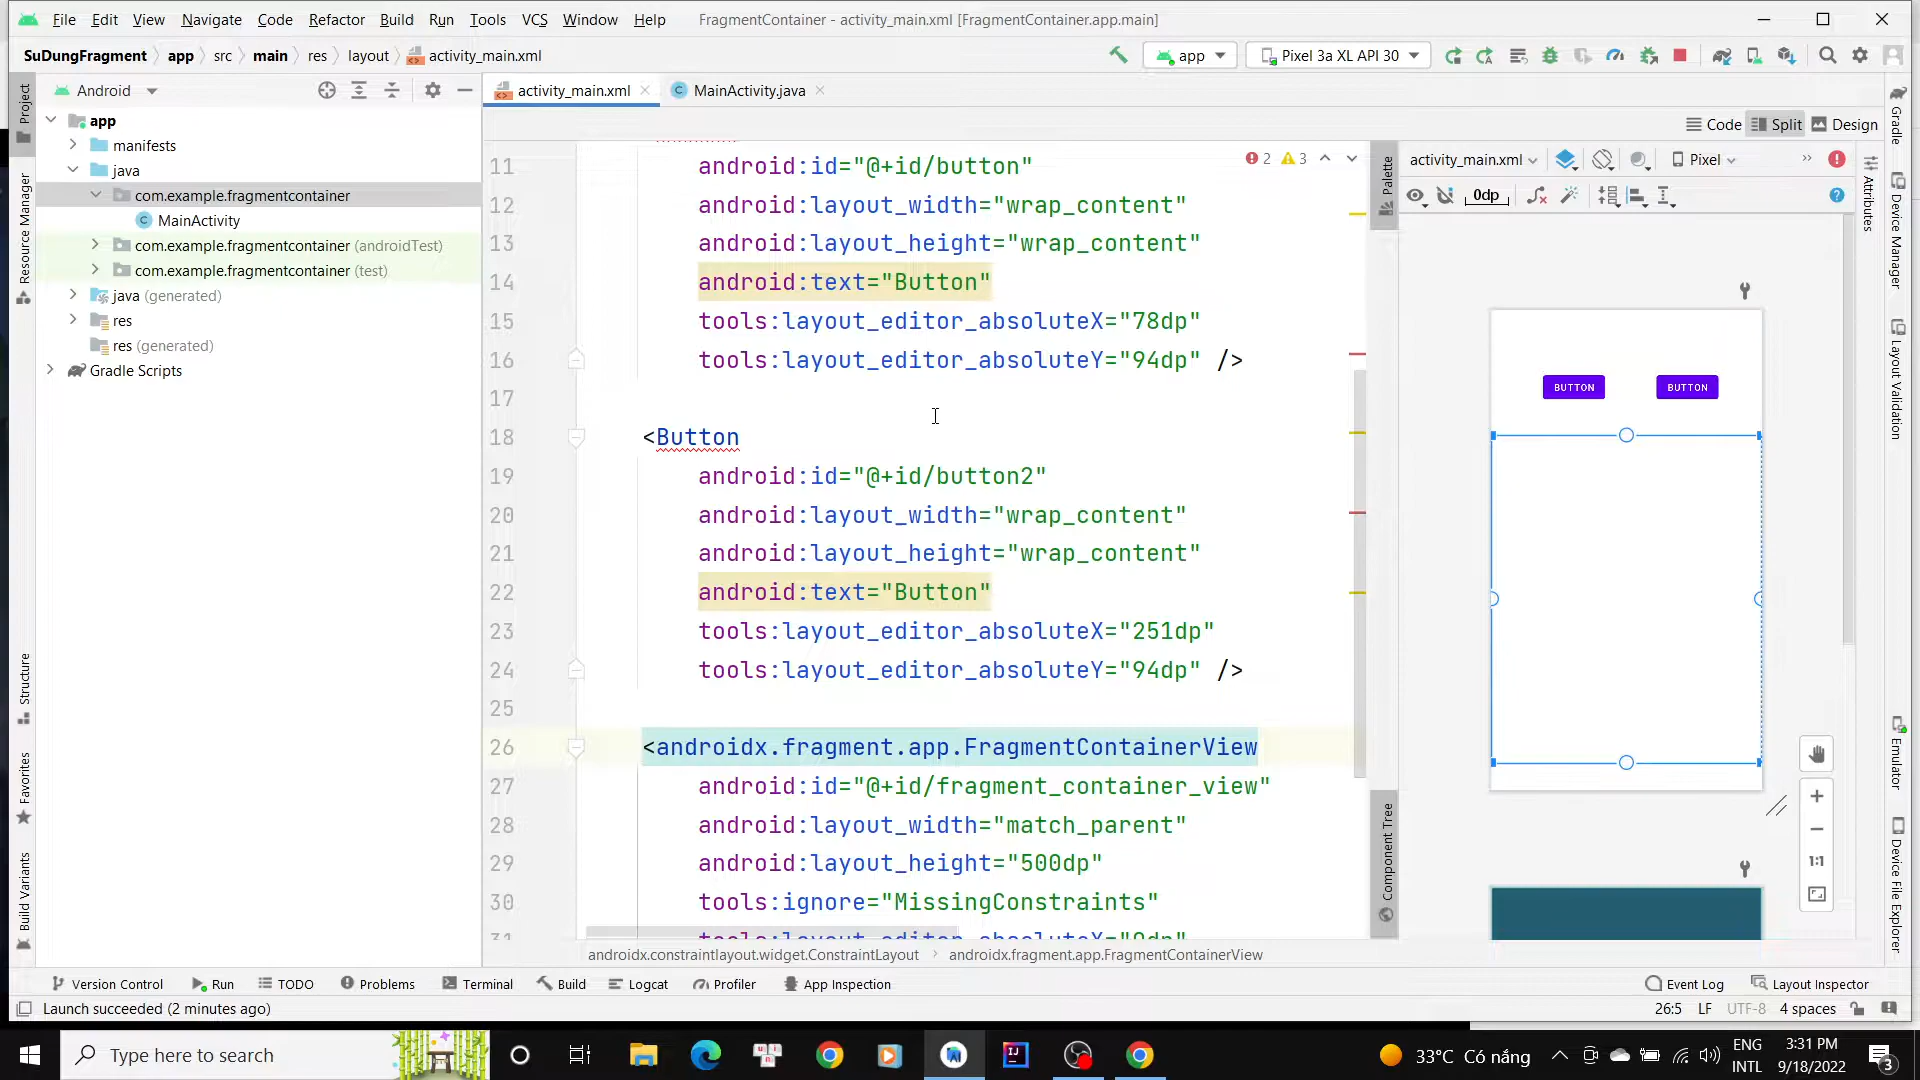 File Edit View Navigate Code Refactor Build Run Tools VCS Window Help FragmentContainer - activity_main.xml [FragmentContainer.app.main]
SuDungFragment app src main res layout activity_main.xml app Pixel 3a XL API 30
Android activity_main.xml MainActivity.java
Code Split Design
app
manifests
java
com.example.fragmentcontainer
MainActivity
com.example.fragmentcontainer (androidTest)
com.example.fragmentcontainer (test)
java (generated)
res
res (generated)
Gradle Scripts
Project
Resource Manager
Structure
Favorites
Build Variants
11 android:id="@+id/button"
2 3
12 android:layout_width="wrap_content"
13 android:layout_height="wrap_content"
14 android:text="Button"
15 tools:layout_editor_absoluteX="78dp"
16 tools:layout_editor_absoluteY="94dp" />
17
18 <Button
19 android:id="@+id/button2"
20 android:layout_width="wrap_content"
21 android:layout_height="wrap_content"
22 android:text="Button"
23 tools:layout_editor_absoluteX="251dp"
24 tools:layout_editor_absoluteY="94dp" />
25
26 <androidx.fragment.app.FragmentContainerView
27 android:id="@+id/fragment_container_view"
28 android:layout_width="match_parent"
29 android:layout_height="500dp"
30 tools:ignore="MissingConstraints"
31 tools:layout_editor_absoluteX="0dp"
androidx.constraintlayout.widget.ConstraintLayout androidx.fragment.app.FragmentContainerView
Palette
Component Tree
activity_main.xml Pixel
0dp
BUTTON BUTTON
1:1
Attributes
Gradle
Device Manager
Layout Validation
Emulator
Device File Explorer
Version Control Run TODO Problems Terminal Build Logcat Profiler App Inspection Event Log Layout Inspector
Launch succeeded (2 minutes ago) 26:5 LF UTF-8 4 spaces
Type here to search 33°C Có nắng ENG INTL 3:31 PM 9/18/2022 3